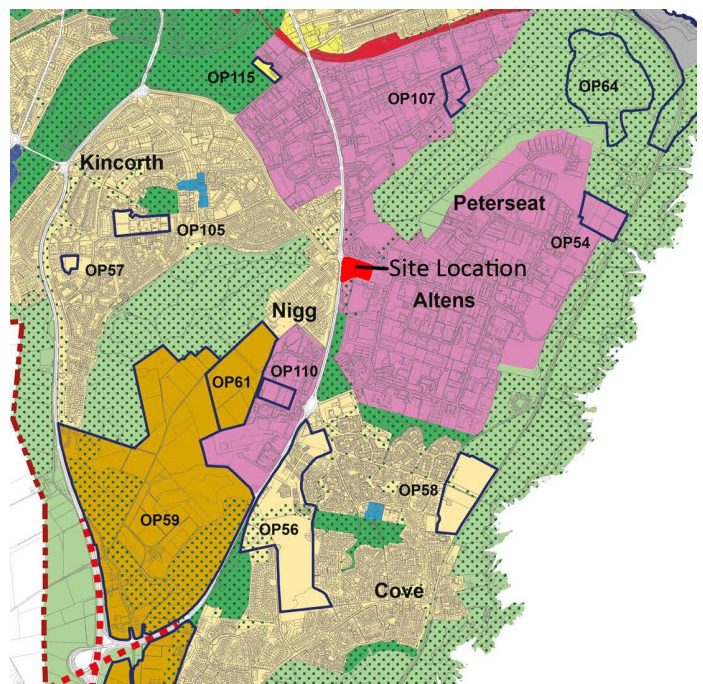 OP115
OP107
OP64
Kincorth
Peterseat
OP105
OP54
OP57
Site Location
Nigg
Altens
OP110
OP61
OP58
OP59
OP56
Cove